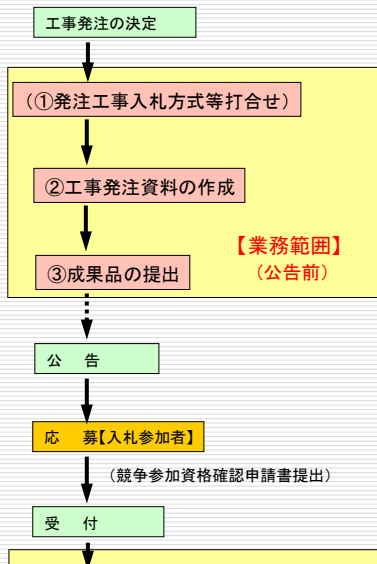 工事発注の決定
(①発注工事入札方式等打合せ)
②工事発注資料の作成
【業務範囲】
③成果品の提出
(公告前)
公　告
応　募【入札参加者】
(競争参加資格確認申請書提出)
受　付